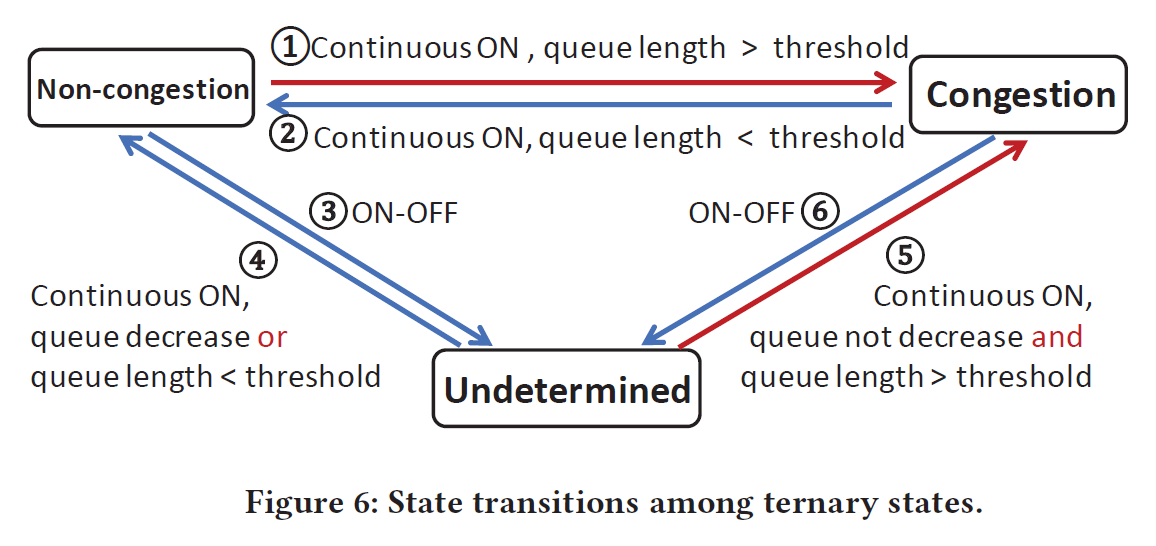 ① Continuous ON , queue length > threshold
Non-congestion
Congestion
② Continuous ON, queue length < threshold
③ ON-OFF
ON-OFF ⑥
④
Continuous ON,
queue decrease or
queue length < threshold
⑤
Continuous ON,
queue not decrease and
queue length > threshold
Undetermined
Figure 6: State transitions among ternary states.